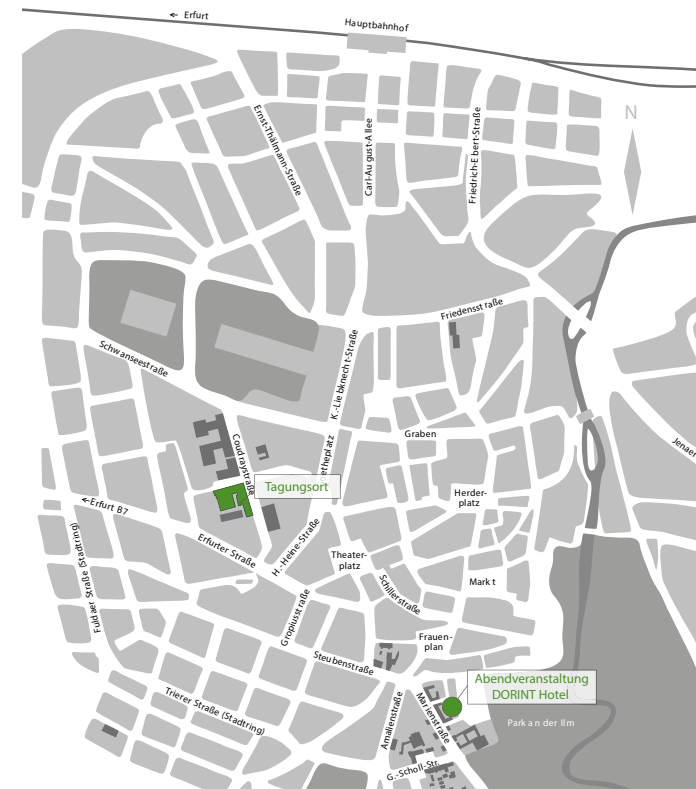 ← Erfurt
Hauptbahnhof
N
Ernst-Thälmann-Straße
Carl-August-Allee
Friedrich-Ebert-Straße
Friedensstraße
Schwanseestraße
K.-Liebknecht-Straße
Graben
Jenaer
Coudraystraße
etheplatz
Tagungsort
Herder-
platz
← Erfurt B7
Erfurter Straße
H.-Heine-Straße
Theater-
platz
Markt
Schillerstraße
Fuldaer Straße (Stadtring)
Gropiusstraße
Frauen-
plan
Steubenstraße
Abendveranstaltung
DORINT Hotel
Trierer Straße (Stadtring)
Amalienstraße
Marienstraße
Park an der Ilm
G.-Scholl-Str.